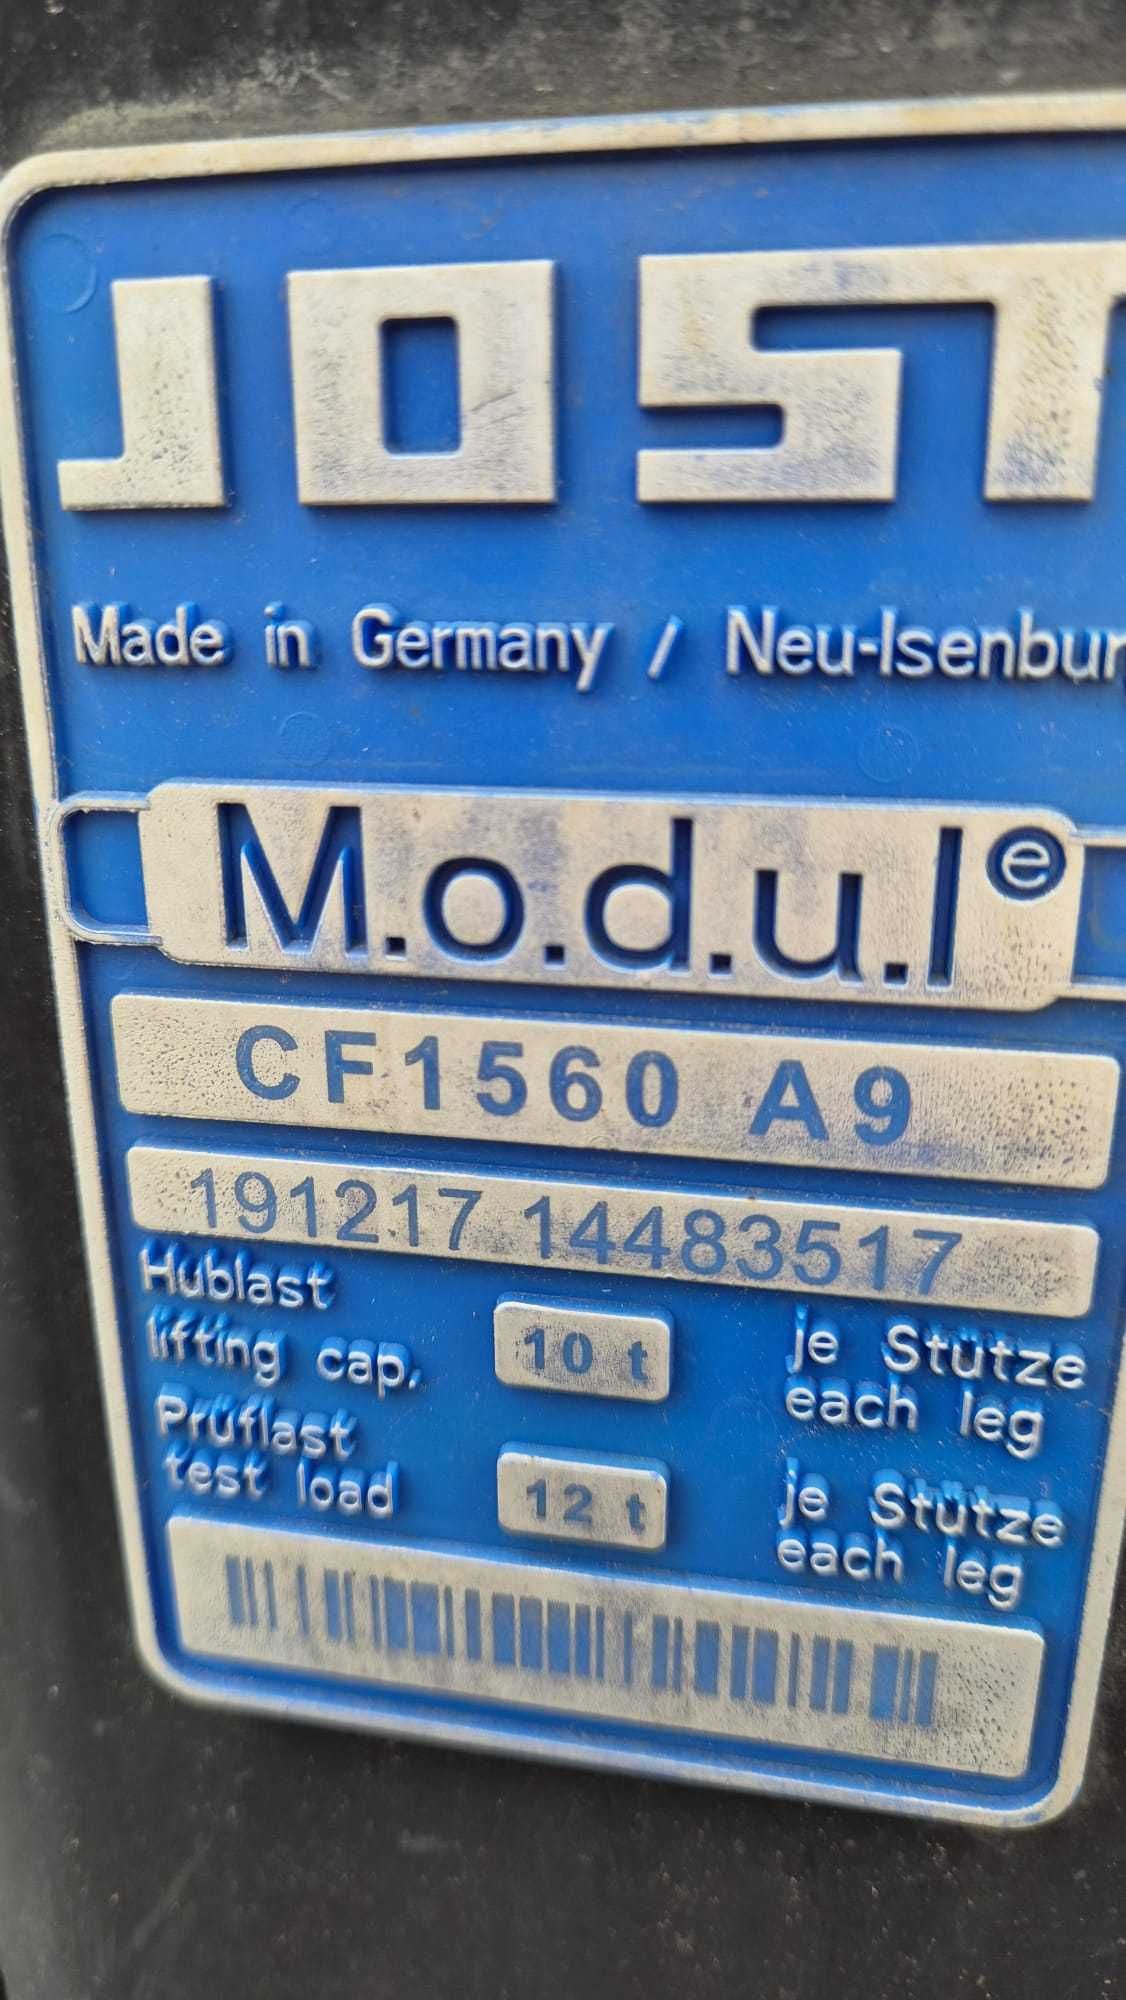 JOST
Made in Germany / Neu-Isenburg
M.o.d.u.l e
CF1560 A9
191217 14483517
Hublast
lifting cap. 10 t je Stütze
each leg
Prüflast
test load 12 t je Stütze
each leg